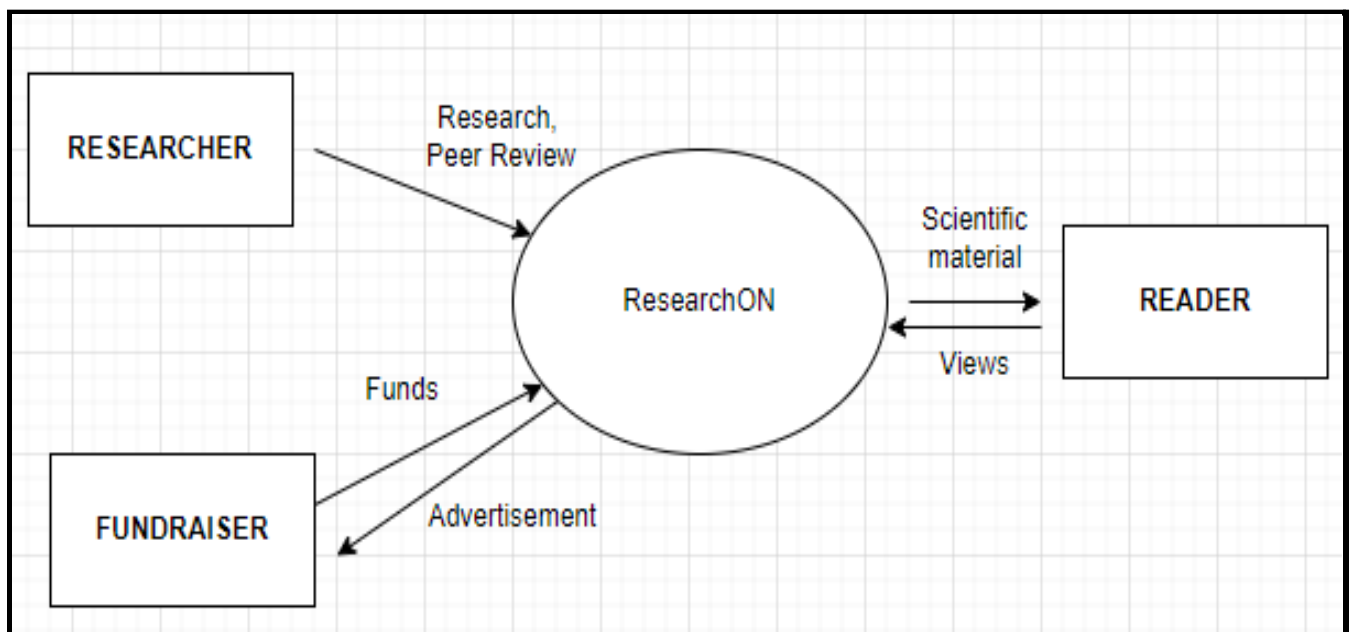 RESEARCHER
Research,
Peer Review
ResearchON
Scientific
material
READER
Views
Funds
Advertisement
FUNDRAISER